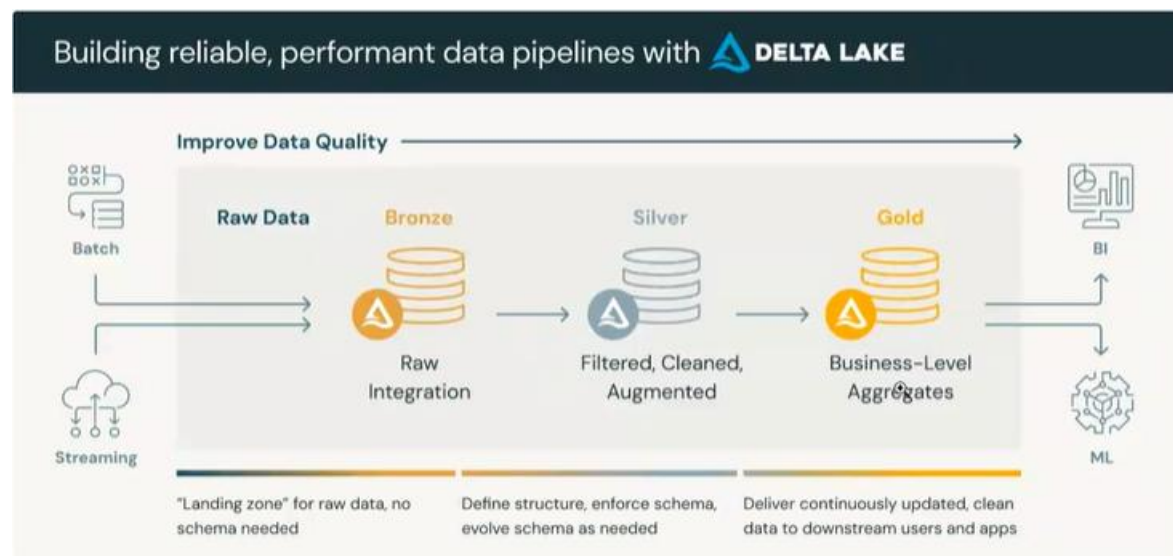 Building reliable, performant data pipelines with DELTA LAKE
Improve Data Quality
Batch
Streaming
Raw Data
Bronze
Raw
Integration
Silver
Filtered, Cleaned,
Augmented
Gold
Business-Level
Aggregates
BI
ML
"Landing zone" for raw data, no
schema needed
Define structure, enforce schema,
evolve schema as needed
Deliver continuously updated, clean
data to downstream users and apps